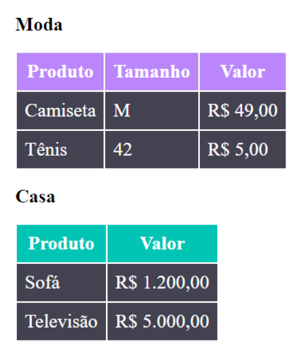 Moda
Produto Tamanho Valor
Camiseta M R$ 49,00
Tênis 42 R$ 5,00
Casa
Produto Valor
Sofá R$ 1.200,00
Televisão R$ 5.000,00